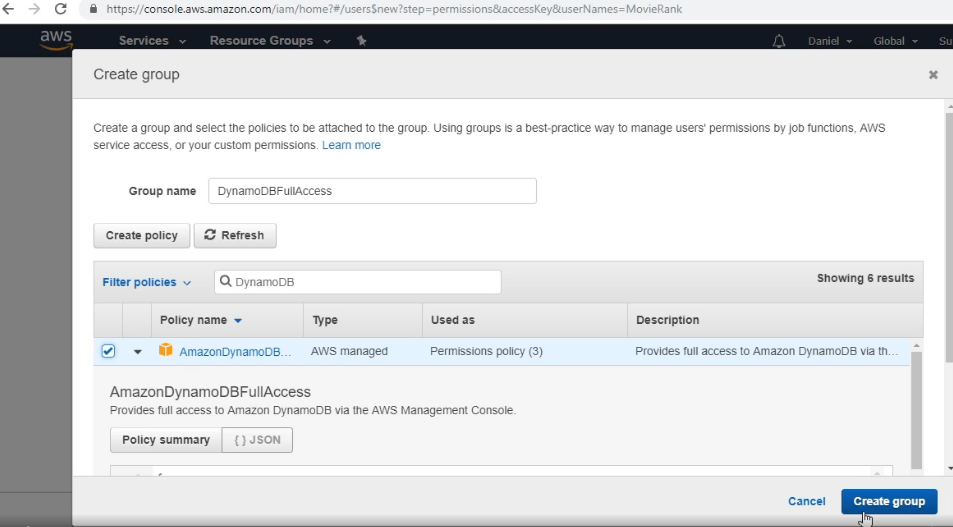 https://console.aws.amazon.com/iam/home?#/users$new?step=permissions&accessKey&userNames=MovieRank
aws Services Resource Groups Daniel Global Su
Create group
Create a group and select the policies to be attached to the group. Using groups is a best-practice way to manage users' permissions by job functions, AWS
service access, or your custom permissions. Learn more
Group name DynamoDBFullAccess
Create policy Refresh
Filter policies DynamoDB Showing 6 results
Policy name Type Used as Description
AmazonDynamoDB... AWS managed Permissions policy (3) Provides full access to Amazon DynamoDB via th...
AmazonDynamoDBFullAccess
Provides full access to Amazon DynamoDB via the AWS Management Console.
Policy summary { } JSON
Cancel Create group